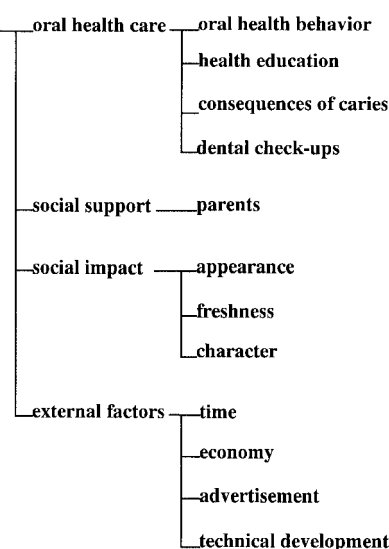 oral health care oral health behavior
health education
consequences of caries
dental check-ups
social support parents
social impact appearance
freshness
character
external factors time
economy
advertisement
technical development